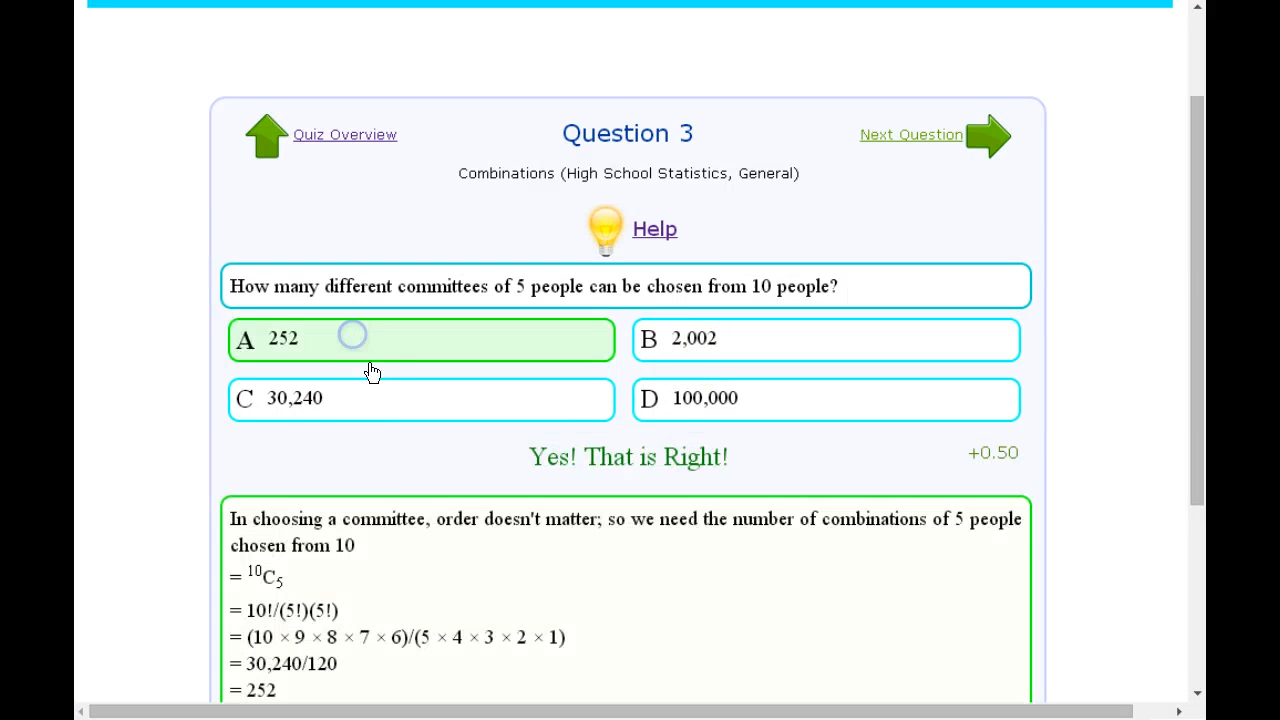 Quiz Overview
Question 3
Next Question
Combinations (High School Statistics, General)
Help
How many different committees of 5 people can be chosen from 10 people?
A 252
B 2,002
C 30,240
D 100,000
Yes! That is Right!
+0.50
In choosing a committee, order doesn't matter; so we need the number of combinations of 5 people
chosen from 10
= ¹⁰C₅
= 10!/(5!)(5!)
= (10 × 9 × 8 × 7 × 6)/(5 × 4 × 3 × 2 × 1)
= 30,240/120
= 252